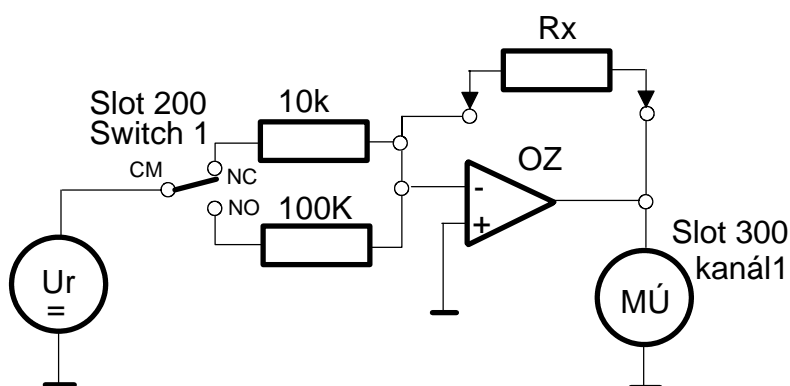 Rx
Slot 200
Switch 1
10k
CM
NC
NO
100K
OZ
-
+
Ur
=
MÚ
Slot 300
kanál1